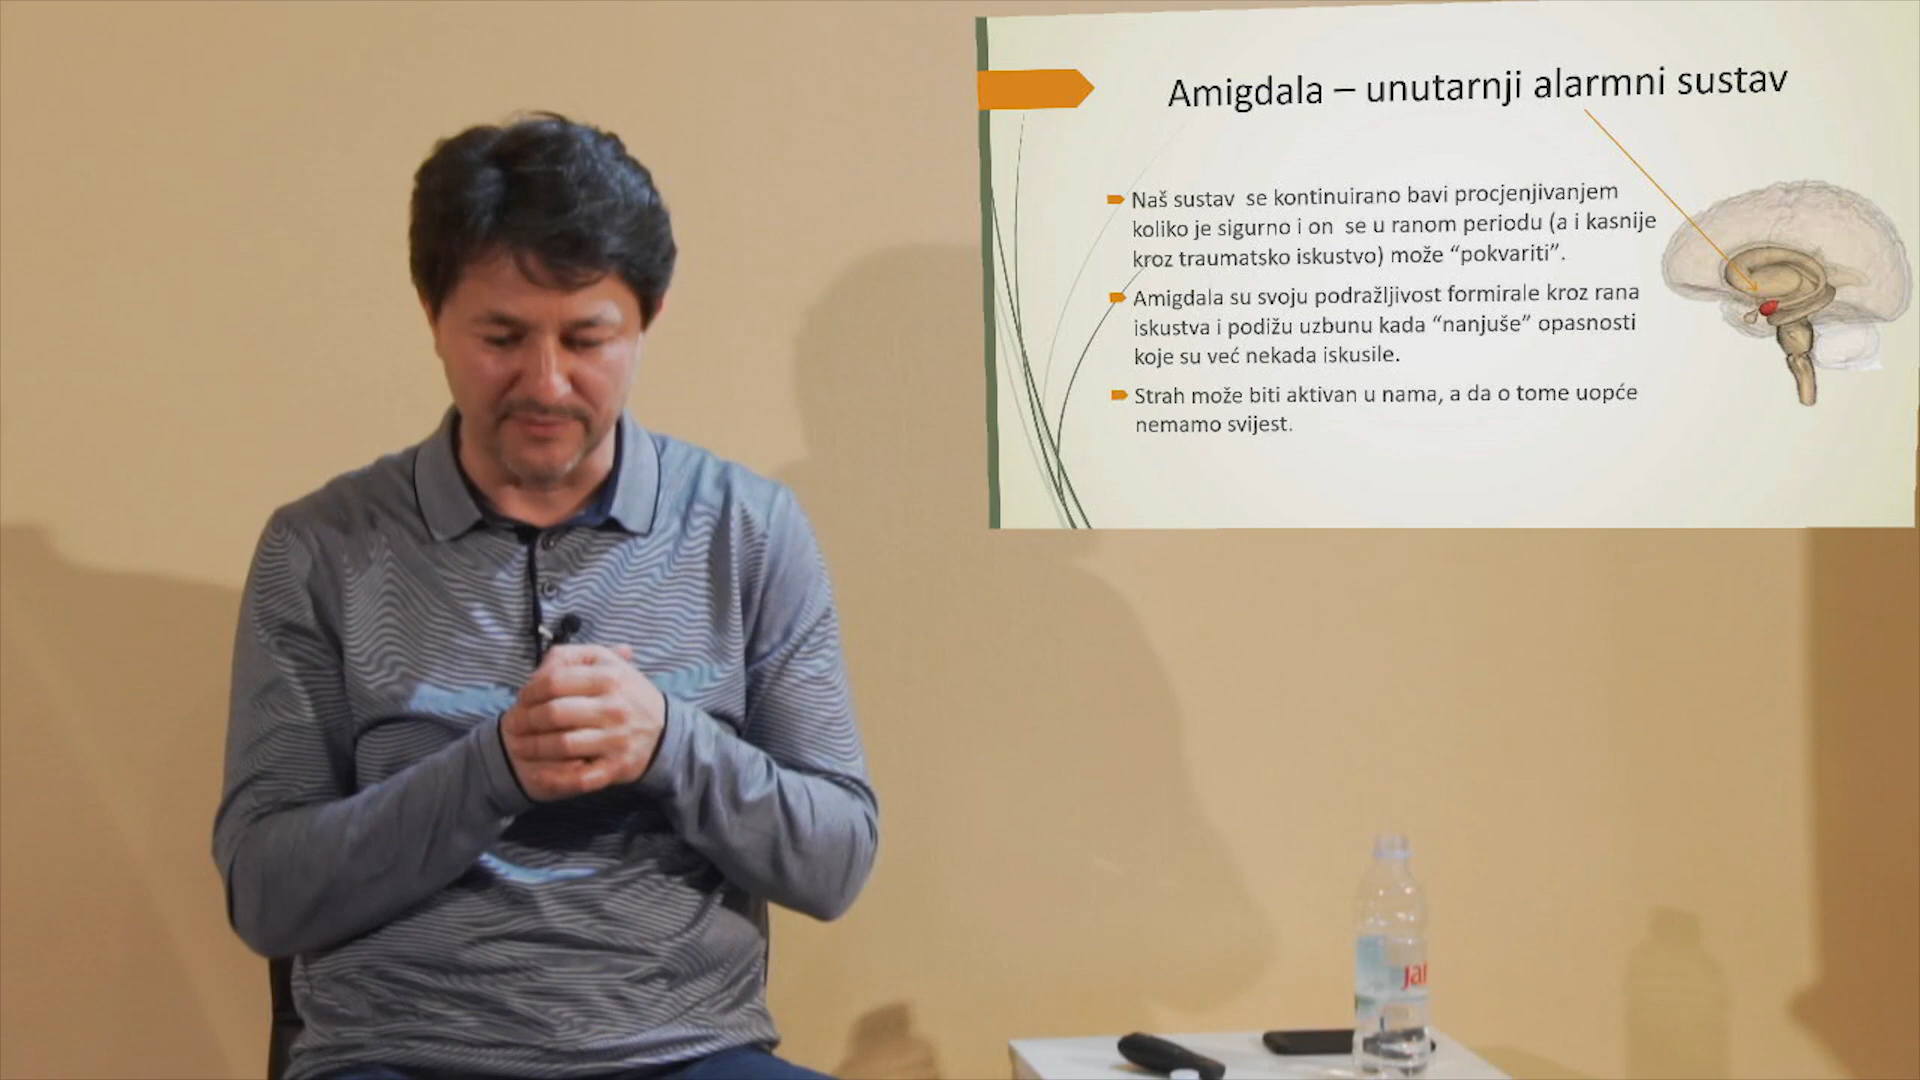 Amigdala – unutarnji alarmni sustav
Naš sustav se kontinuirano bavi procjenjivanjem
koliko je sigurno i on se u ranom periodu (a i kasnije
kroz traumatsko iskustvo) može “pokvariti”.
Amigdala su svoju podražljivost formirale kroz rana
iskustva i podižu uzbunu kada “nanjuše” opasnosti
koje su već nekada iskusile.
Strah može biti aktivan u nama, a da o tome uopće
nemamo svijest.